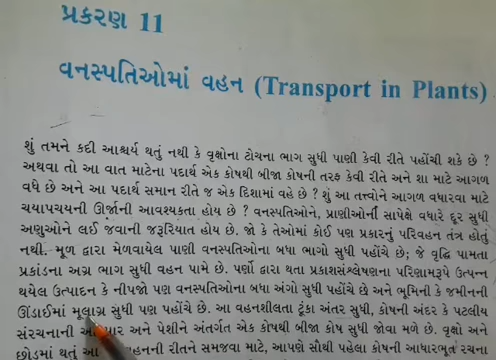 પ્રકરણ 11
વનસ્પતિઓમાં વહન (Transport in Plants)
શું તમને કદી આશ્ચર્ય થતું નથી કે વૃક્ષોના ટોચના ભાગ સુધી પાણી કેવી રીતે પહોંચી શકે છે ?
અથવા તો આ વાત માટેના પદાર્થ એક કોષથી બીજા કોષની તરફ કેવી રીતે અને શા માટે આગળ
વધે છે અને આ પદાર્થ સમાન રીતે જ એક દિશામાં વહે છે ? શું આ તત્ત્વોને આગળ વધારવા માટે
ચયાપચયની ઊર્જાની આવશ્યકતા હોય છે ? વનસ્પતિઓને, પ્રાણીઓની સાપેક્ષે વધારે દૂર સુધી
અણુઓને લઈ જવાની જરૂરિયાત હોય છે. જો કે તેઓમાં કોઈ પણ પ્રકારનું પરિવહન તંત્ર હોતું
નથી. મૂળ દ્વારા મેળવાયેલ પાણી વનસ્પતિઓના બધા ભાગો સુધી પહોંચે છે; જે વૃદ્ધિ પામતા
પ્રકાંડના અગ્ર ભાગ સુધી વહન પામે છે. પર્ણો દ્વારા થતા પ્રકાશસંશ્લેષણના પરિણામરૂપે ઉત્પન્ન
થયેલ ઉત્પાદન કે નીપજો પણ વનસ્પતિઓના બધા અંગો સુધી પહોંચે છે અને ભૂમિની કે જમીનની
ઊંડાઈમાં મૂલાગ્ર સુધી પણ પહોંચે છે. આ વહનશીલતા ટૂંકા અંતર સુધી, કોષની અંદર કે પટલીય
સંરચનાની આરપાર અને પેશીને અંતર્ગત એક કોષથી બીજા કોષ સુધી જોવા મળે છે. વૃક્ષો અને
છોડમાં થતું આ વહનની રીતને સમજવા માટે, આપણે સૌથી પહેલા કોષની આધારભૂત રચના